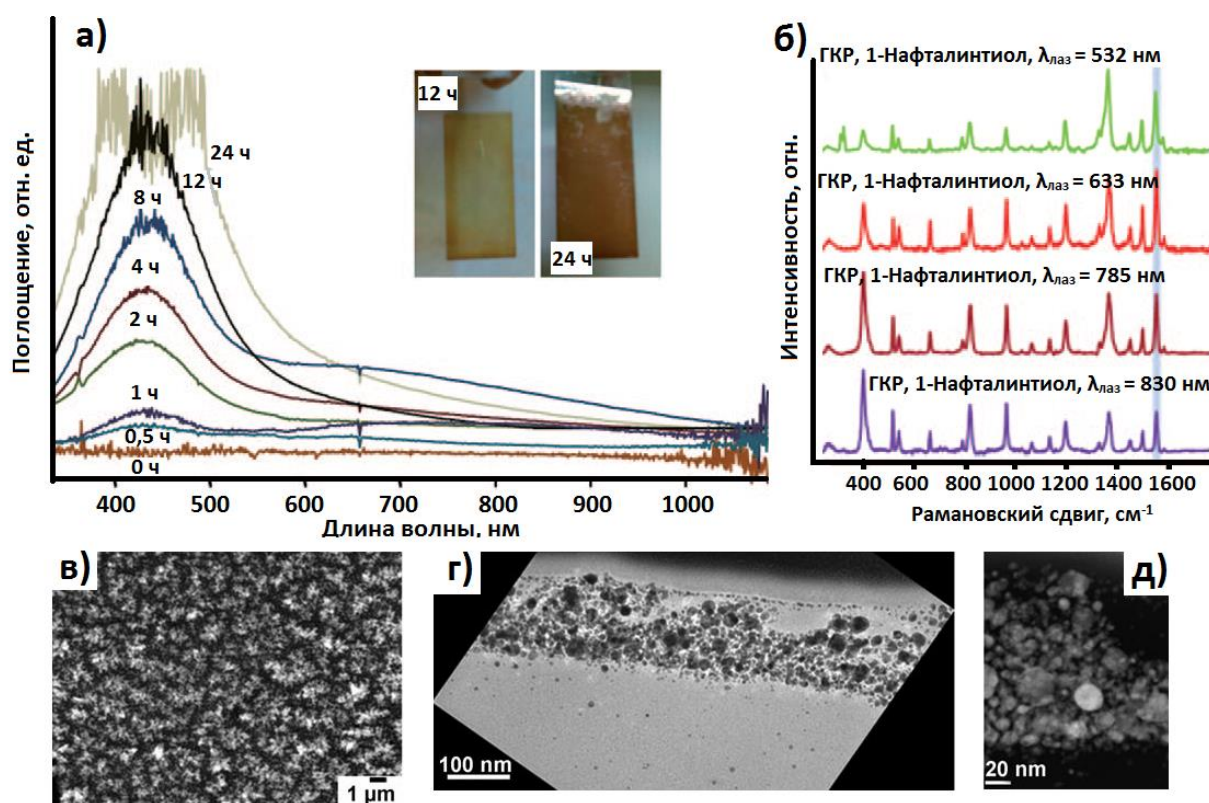 а)
Поглощение, отн. ед.
24 ч
12 ч
8 ч
4 ч
2 ч
1 ч
0,5 ч
0 ч
12 ч
24 ч
400 500 600 700 800 900 1000
Длина волны, нм
б)
Интенсивность, отн.
ГКР, 1-Нафталинтиол, λлаз = 532 нм
ГКР, 1-Нафталинтиол, λлаз = 633 нм
ГКР, 1-Нафталинтиол, λлаз = 785 нм
ГКР, 1-Нафталинтиол, λлаз = 830 нм
400 600 800 1000 1200 1400 1600
Рамановский сдвиг, см-1
в)
1 µm
г)
100 nm
д)
20 nm